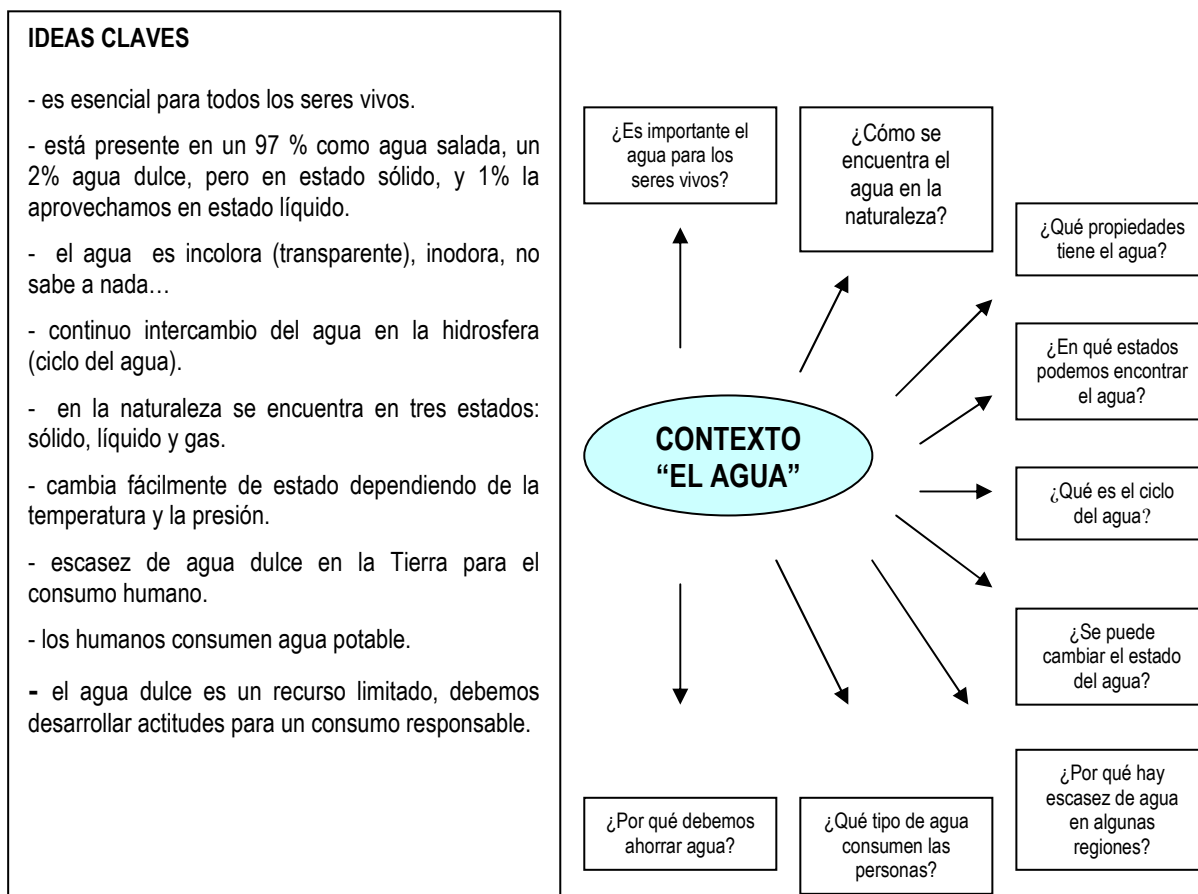 IDEAS CLAVES
- es esencial para todos los seres vivos.
- está presente en un 97 % como agua salada, un
2% agua dulce, pero en estado sólido, y 1% la
aprovechamos en estado líquido.
- el agua es incolora (transparente), inodora, no
sabe a nada…
- continuo intercambio del agua en la hidrosfera
(ciclo del agua).
- en la naturaleza se encuentra en tres estados:
sólido, líquido y gas.
- cambia fácilmente de estado dependiendo de la
temperatura y la presión.
- escasez de agua dulce en la Tierra para el
consumo humano.
- los humanos consumen agua potable.
- el agua dulce es un recurso limitado, debemos
desarrollar actitudes para un consumo responsable.
¿Es importante el
agua para los
seres vivos?
¿Cómo se
encuentra el
agua en la
naturaleza?
¿Qué propiedades
tiene el agua?
¿En qué estados
podemos encontrar
el agua?
CONTEXTO
“EL AGUA”
¿Qué es el ciclo
del agua?
¿Se puede
cambiar el estado
del agua?
¿Por qué hay
escasez de agua
en algunas
regiones?
¿Qué tipo de agua
consumen las
personas?
¿Por qué debemos
ahorrar agua?